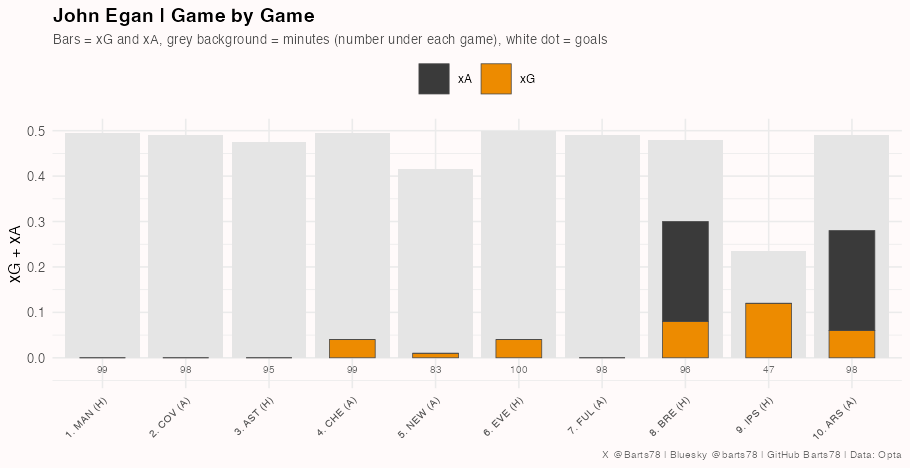 John Egan | Game by Game
Bars = xG and xA, grey background = minutes (number under each game), white dot = goals
xA xG
xG + xA
0.5
0.4
0.3
0.2
0.1
0.0
99 98 95 99 83 100 98 96 47 98
1. MAN (H) 2. COV (A) 3. AST (H) 4. CHE (A) 5. NEW (A) 6. EVE (H) 7. FUL (A) 8. BRE (H) 9. IPS (H) 10. ARS (A)
X @Barts78 | Bluesky @barts78 | GitHub Barts78 | Data: Opta